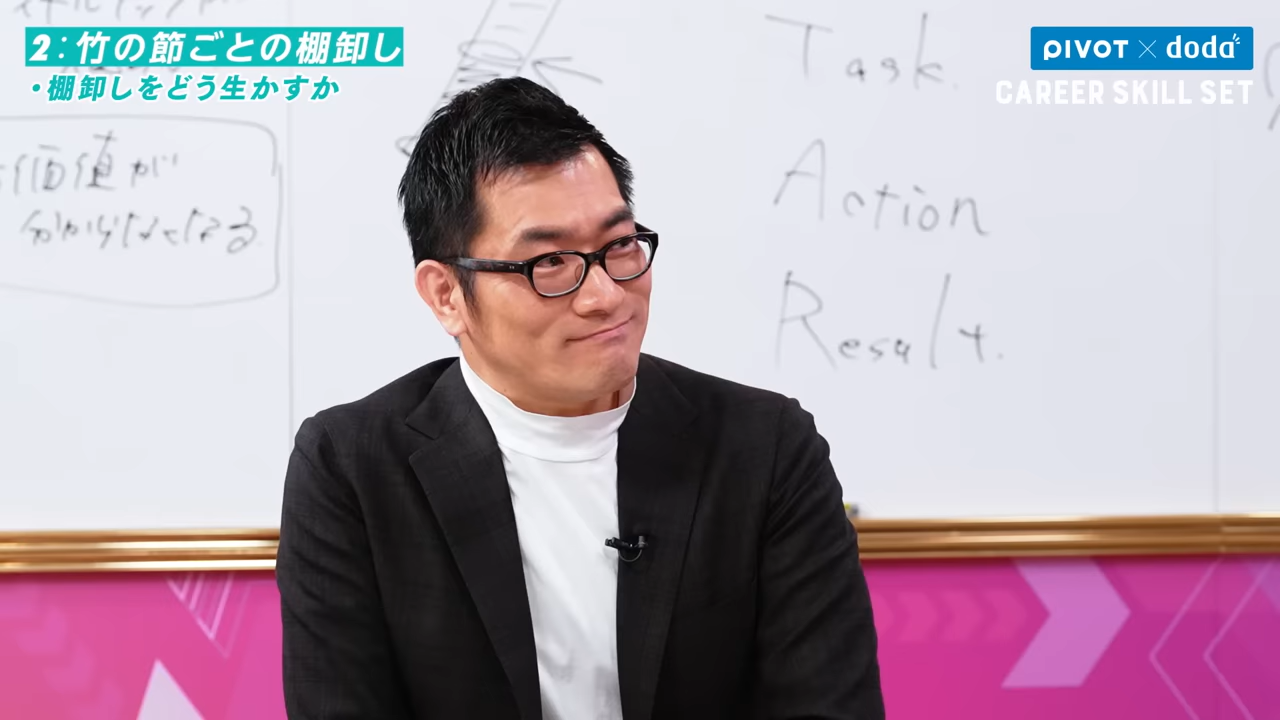 2：竹の節ごとの棚卸し
・棚卸しをどう生かすか
PIVOT × doda
CAREER SKILL SET
Task.
Action
Result.
価値が
分からなくなる